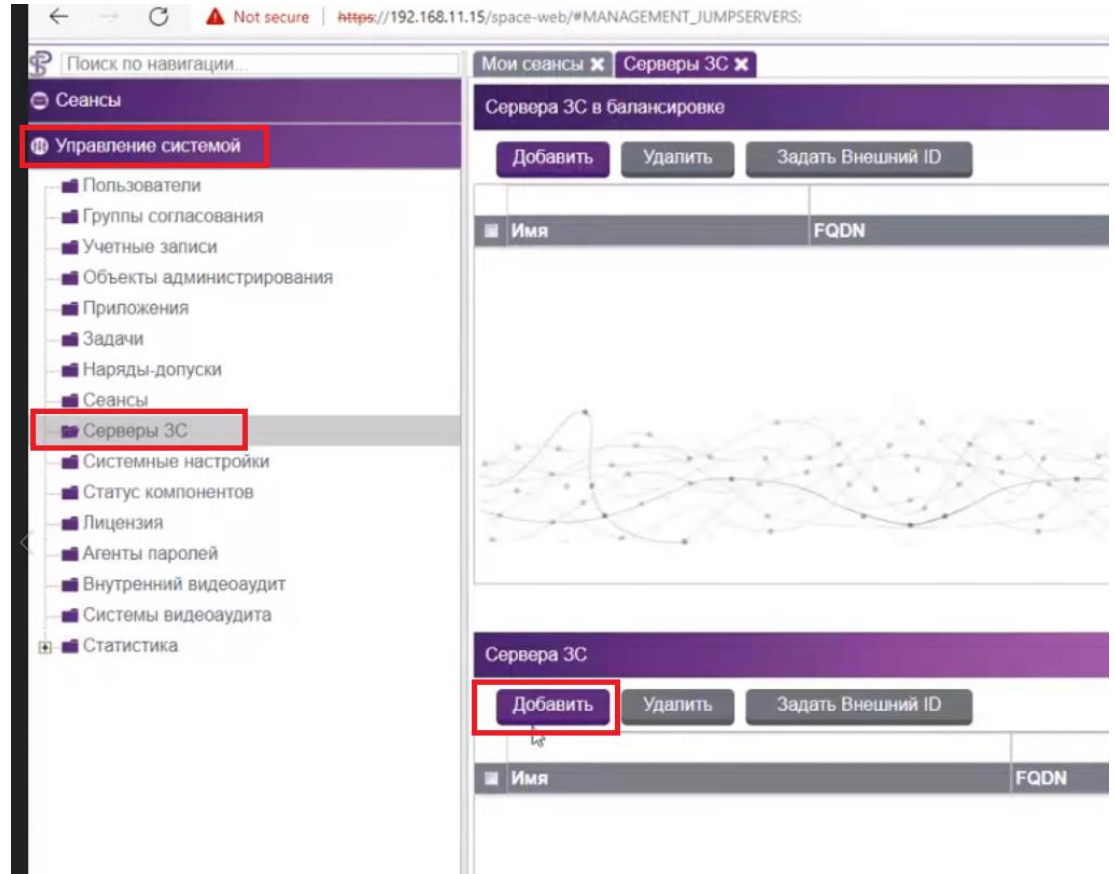 Not secure https://192.168.11.15/space-web/#MANAGEMENT_JUMPSERVERS;
Поиск по навигации...
Сеансы
Управление системой
Пользователи
Группы согласования
Учетные записи
Объекты администрирования
Приложения
Задачи
Наряды-допуски
Сеансы
Серверы ЗС
Системные настройки
Статус компонентов
Лицензия
Агенты паролей
Внутренний видеоаудит
Системы видеоаудита
Статистика
Мои сеансы Серверы ЗС
Сервера ЗС в балансировке
Добавить Удалить Задать Внешний ID
Имя FQDN
Сервера ЗС
Добавить Удалить Задать Внешний ID
Имя FQDN